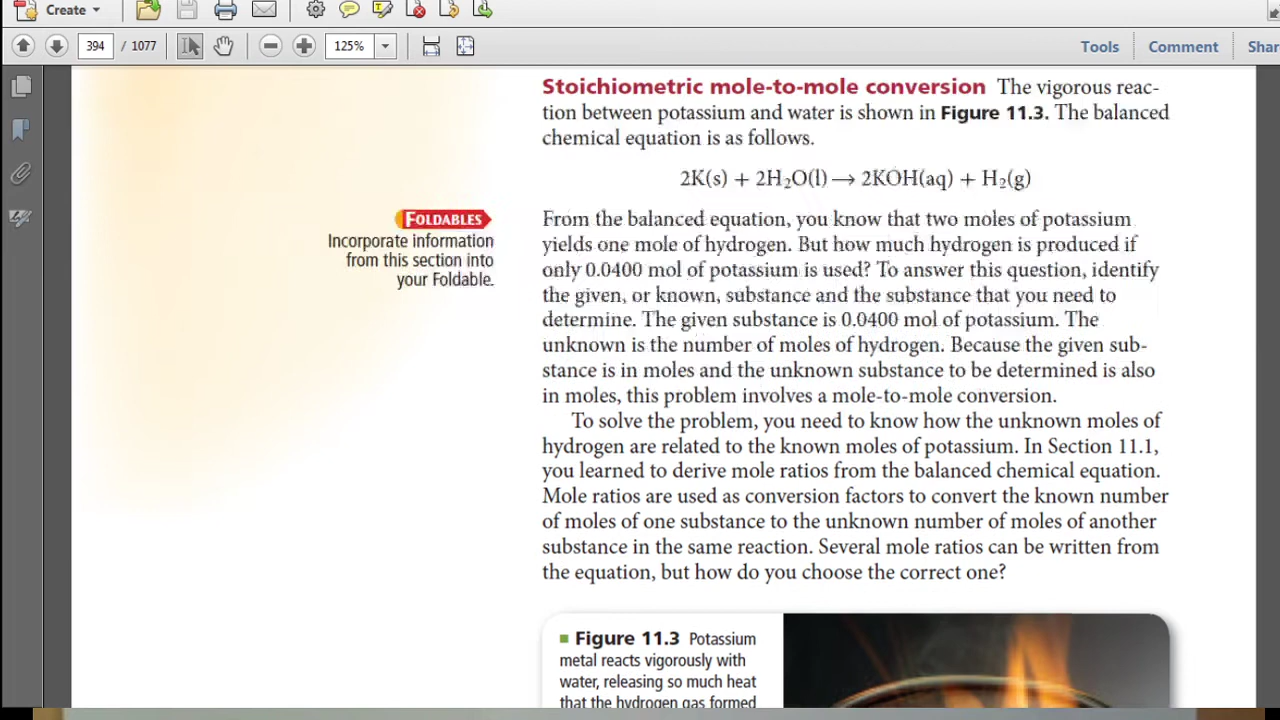 Create
394 / 1077
125%
Tools
Comment
Shar
Stoichiometric mole-to-mole conversion The vigorous reac-
tion between potassium and water is shown in Figure 11.3. The balanced
chemical equation is as follows.
2K(s) + 2H₂O(l) → 2KOH(aq) + H₂(g)
FOLDABLES
Incorporate information
from this section into
your Foldable.
From the balanced equation, you know that two moles of potassium
yields one mole of hydrogen. But how much hydrogen is produced if
only 0.0400 mol of potassium is used? To answer this question, identify
the given, or known, substance and the substance that you need to
determine. The given substance is 0.0400 mol of potassium. The
unknown is the number of moles of hydrogen. Because the given sub-
stance is in moles and the unknown substance to be determined is also
in moles, this problem involves a mole-to-mole conversion.
To solve the problem, you need to know how the unknown moles of
hydrogen are related to the known moles of potassium. In Section 11.1,
you learned to derive mole ratios from the balanced chemical equation.
Mole ratios are used as conversion factors to convert the known number
of moles of one substance to the unknown number of moles of another
substance in the same reaction. Several mole ratios can be written from
the equation, but how do you choose the correct one?
■ Figure 11.3 Potassium
metal reacts vigorously with
water, releasing so much heat
that the hydrogen gas formed